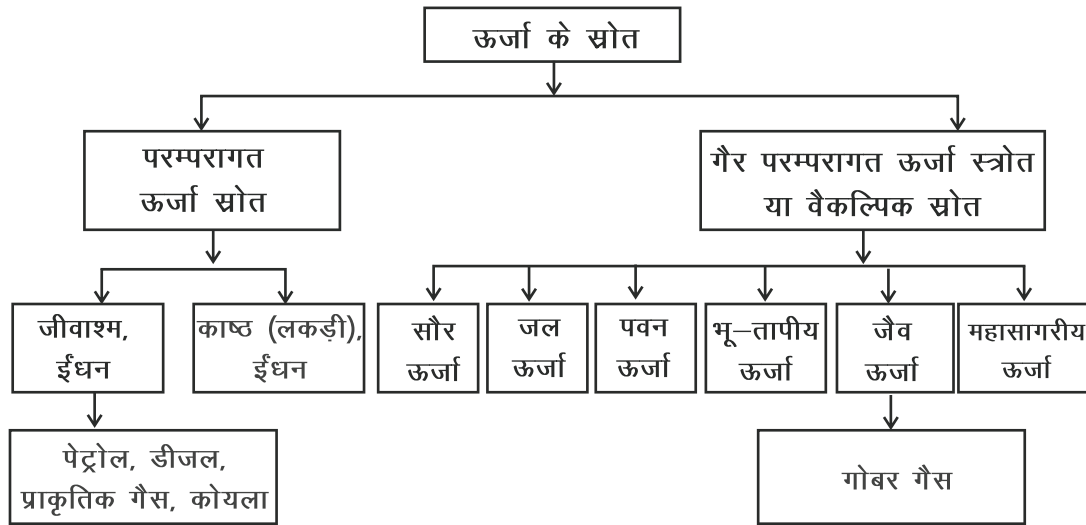 ऊर्जा के स्रोत
परम्परागत
ऊर्जा स्रोत
गैर परम्परागत ऊर्जा स्त्रोत
या वैकल्पिक स्रोत
जीवाश्म,
ईंधन
काष्ठ (लकड़ी),
ईंधन
सौर
ऊर्जा
जल
ऊर्जा
पवन
ऊर्जा
भू–तापीय
ऊर्जा
जैव
ऊर्जा
महासागरीय
ऊर्जा
पेट्रोल, डीजल,
प्राकृतिक गैस, कोयला
गोबर गैस